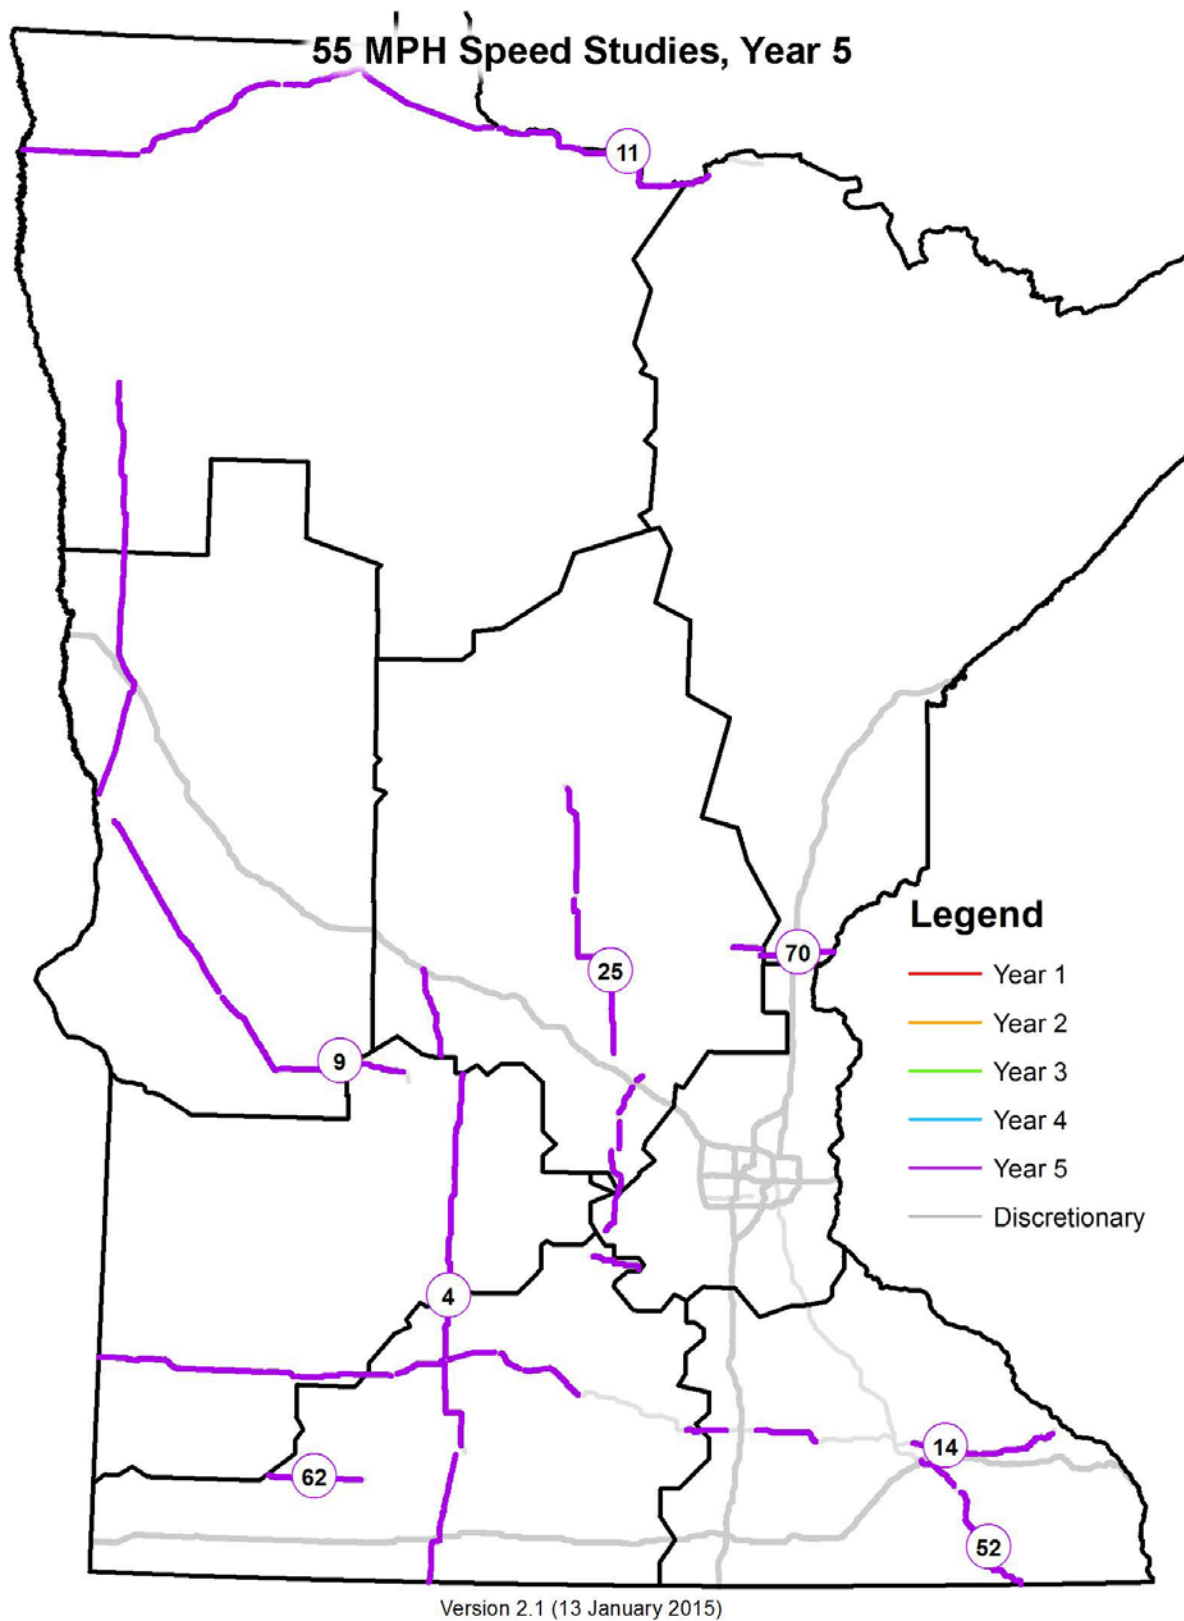 55 MPH Speed Studies, Year 5
11
Legend
70
Year 1
25
Year 2
9
Year 3
Year 4
Year 5
Discretionary
4
14
62
52
Version 2.1 (13 January 2015)